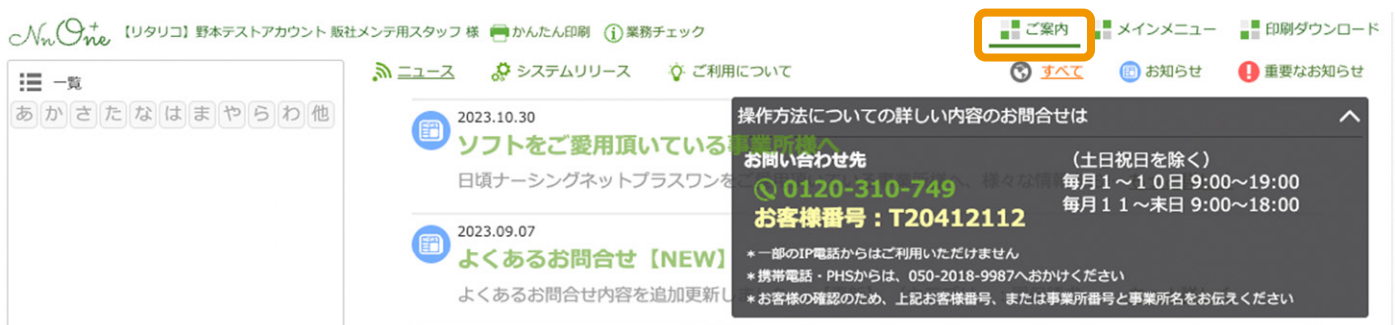 NnOne+ 【リタリコ】野本テストアカウント 販社メンテ用スタッフ 様 かんたん印刷 業務チェック ご案内 メインメニュー 印刷ダウンロード
一覧
あ か さ た な は ま や ら わ 他
ニュース システムリリース ご利用について すべて お知らせ 重要なお知らせ
2023.10.30
ソフトをご愛用頂いている事業所様へ
日頃ナーシングネットプラスワンをご
2023.09.07
よくあるお問合せ【NEW】
よくあるお問合せ内容を追加更新し
操作方法についての詳しい内容のお問合せは
お問い合わせ先
0120-310-749
お客様番号：T20412112
（土日祝日を除く）
毎月１～１０日 9:00～19:00
毎月１１～末日 9:00～18:00
＊一部のIP電話からはご利用いただけません
＊携帯電話・PHSからは、050-2018-9987へおかけください
＊お客様の確認のため、上記お客様番号、または事業所番号と事業所名をお伝えください